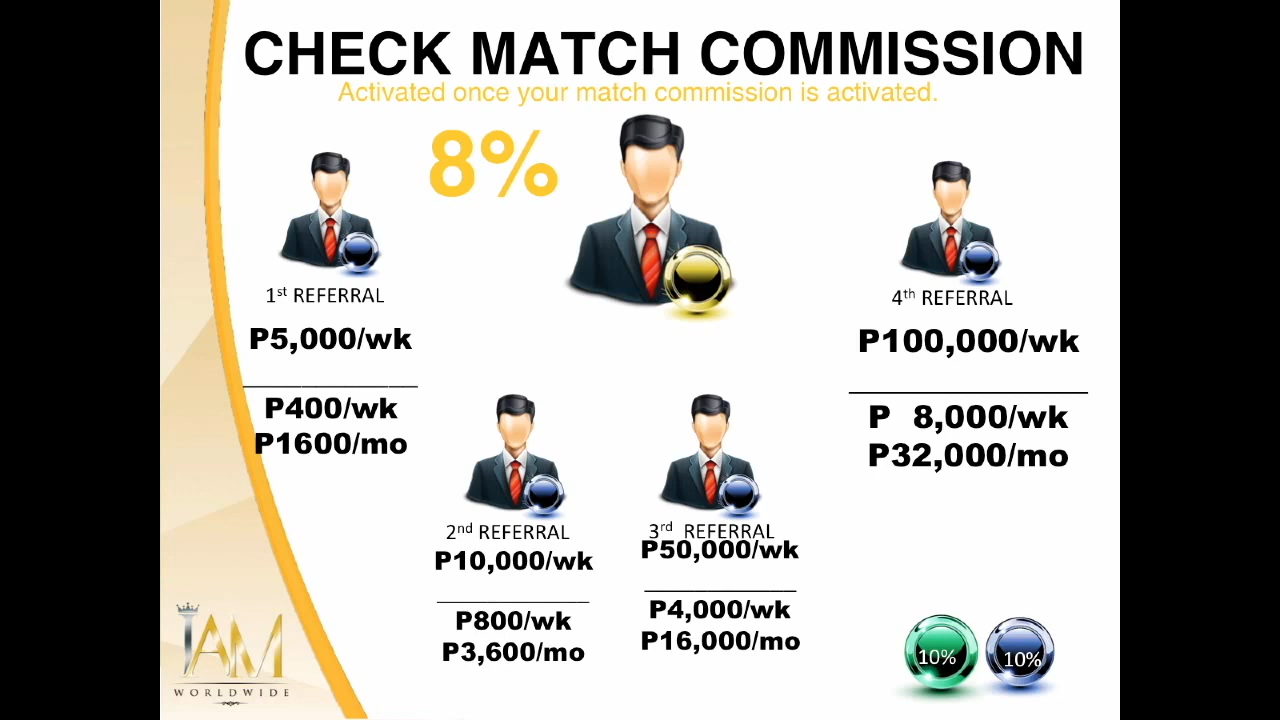 CHECK MATCH COMMISSION
Activated once your match commission is activated.
8%
1st REFERRAL
P5,000/wk
P400/wk
P1600/mo
2nd REFERRAL
P10,000/wk
P800/wk
P3,600/mo
3rd REFERRAL
P50,000/wk
P4,000/wk
P16,000/mo
4th REFERRAL
P100,000/wk
P 8,000/wk
P32,000/mo
IAM
WORLDWIDE
10%
10%